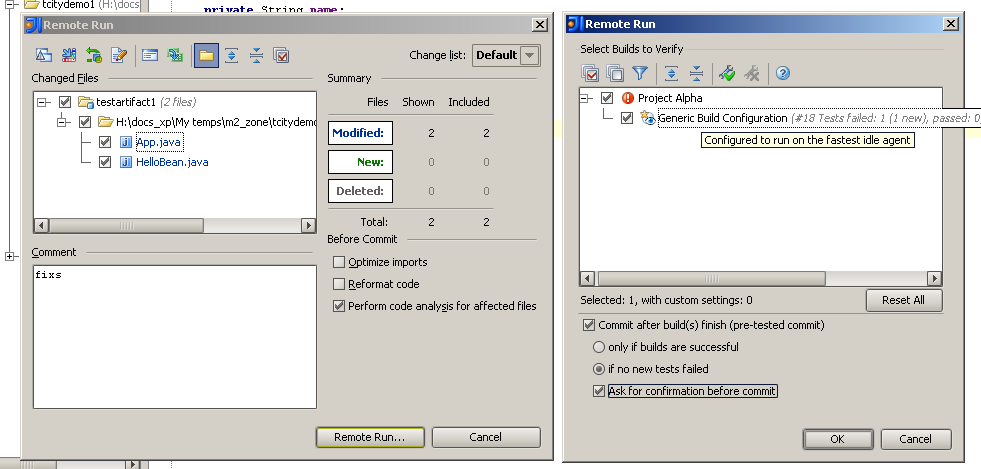 tcitydemo1 (H:\docs
private String name;
Remote Run
Change list: Default
Changed Files
testartifact1 (2 files)
H:\docs_xp\My temps\m2_zone\tcitydemo
App.java
HelloBean.java
Summary
Files Shown Included
Modified: 2 2
New: 0 0
Deleted: 0 0
Total: 2 2
Before Commit
Optimize imports
Reformat code
Perform code analysis for affected files
Comment
fixs
Remote Run... Cancel
Remote Run
Select Builds to Verify
Project Alpha
Generic Build Configuration (#18 Tests failed: 1 (1 new), passed: 0
Configured to run on the fastest idle agent
Selected: 1, with custom settings: 0
Reset All
Commit after build(s) finish (pre-tested commit)
only if builds are successful
if no new tests failed
Ask for confirmation before commit
OK Cancel